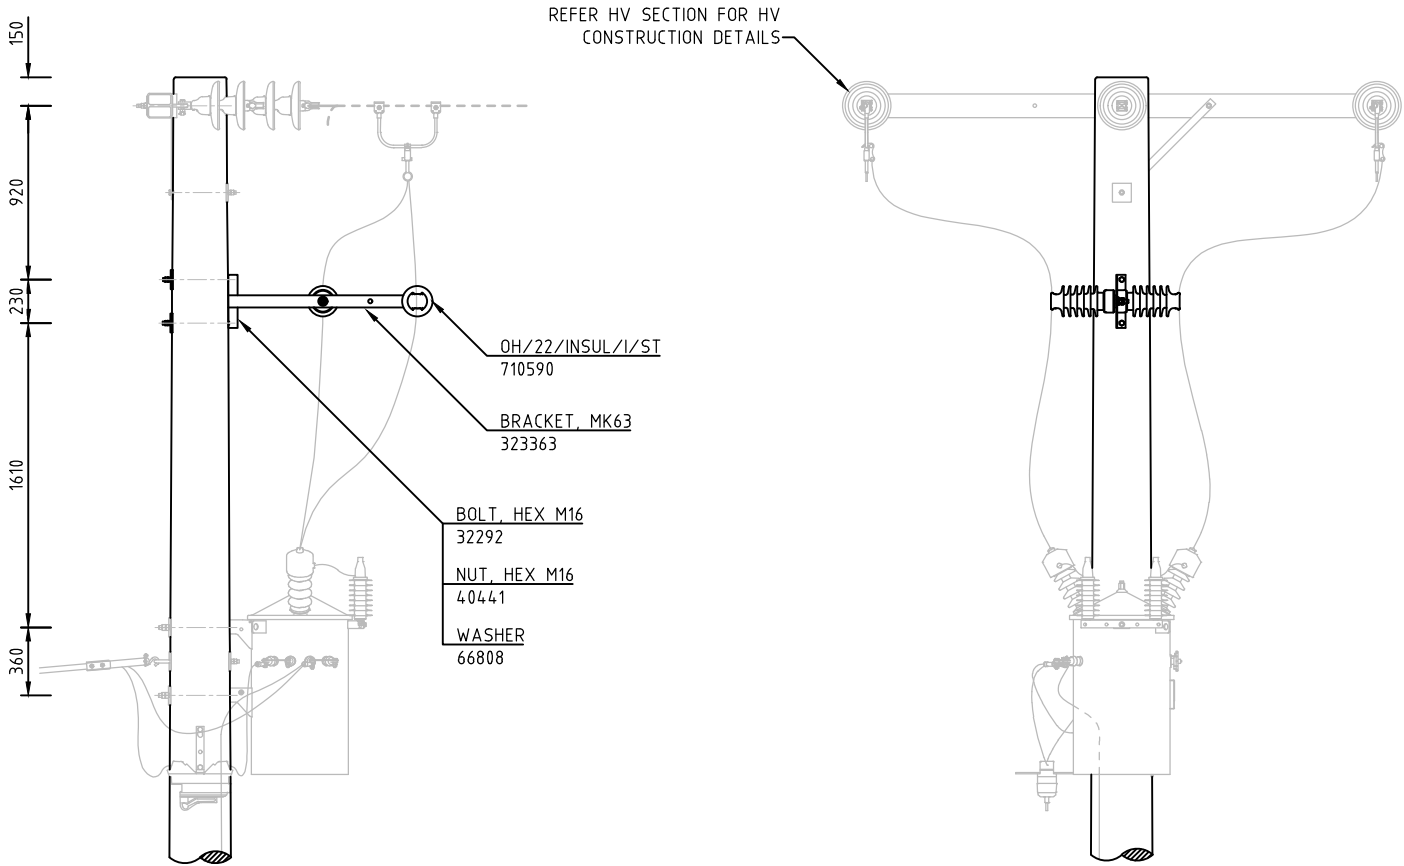 REFER HV SECTION FOR HV
CONSTRUCTION DETAILS
150
920
230
1610
360
OH/22/INSUL/I/ST
710590
BRACKET, MK63
323363
BOLT, HEX M16
32292
NUT, HEX M16
40441
WASHER
66808